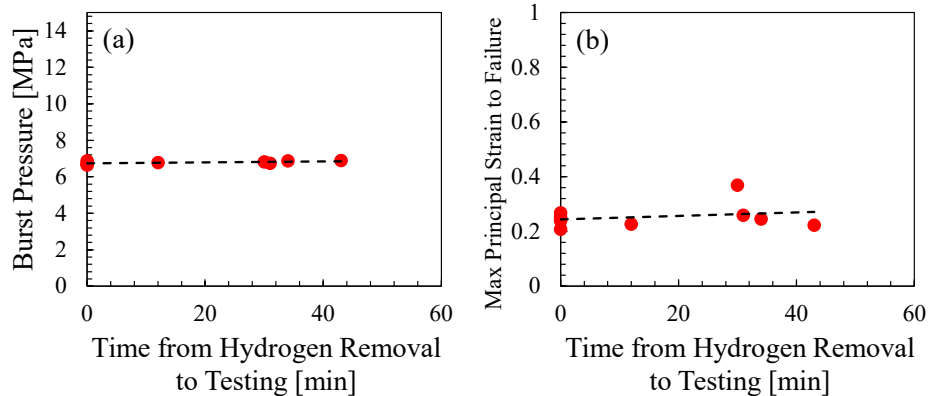 (a)
Burst Pressure [MPa]
14
12
10
8
6
4
2
0
0 20 40 60
Time from Hydrogen Removal
to Testing [min]
(b)
Max Principal Strain to Failure
1
0.8
0.6
0.4
0.2
0
0 20 40 60
Time from Hydrogen Removal
to Testing [min]